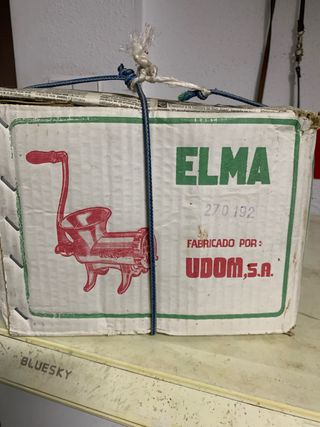 ELMA
270 192
FABRICADO POR:
UDOM, S.A.
BLUESKY